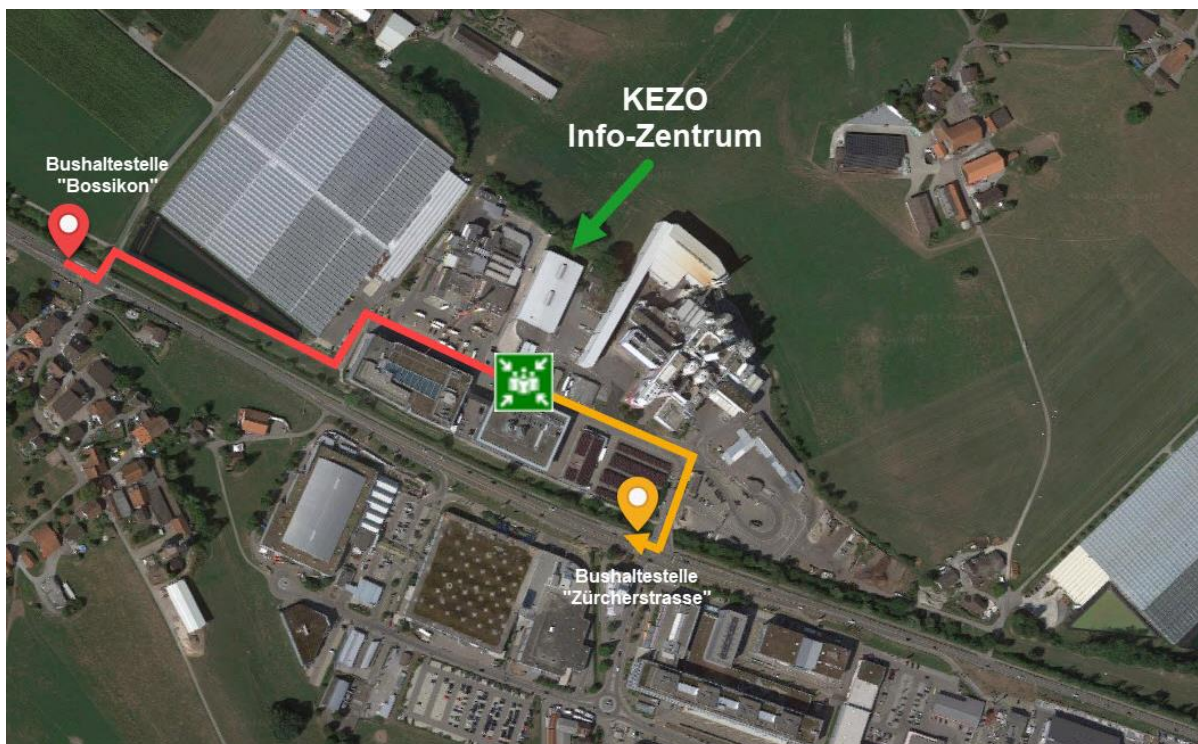 KEZO
Info-Zentrum
Bushaltestelle
"Bossikon"
Bushaltestelle
"Zürcherstrasse"